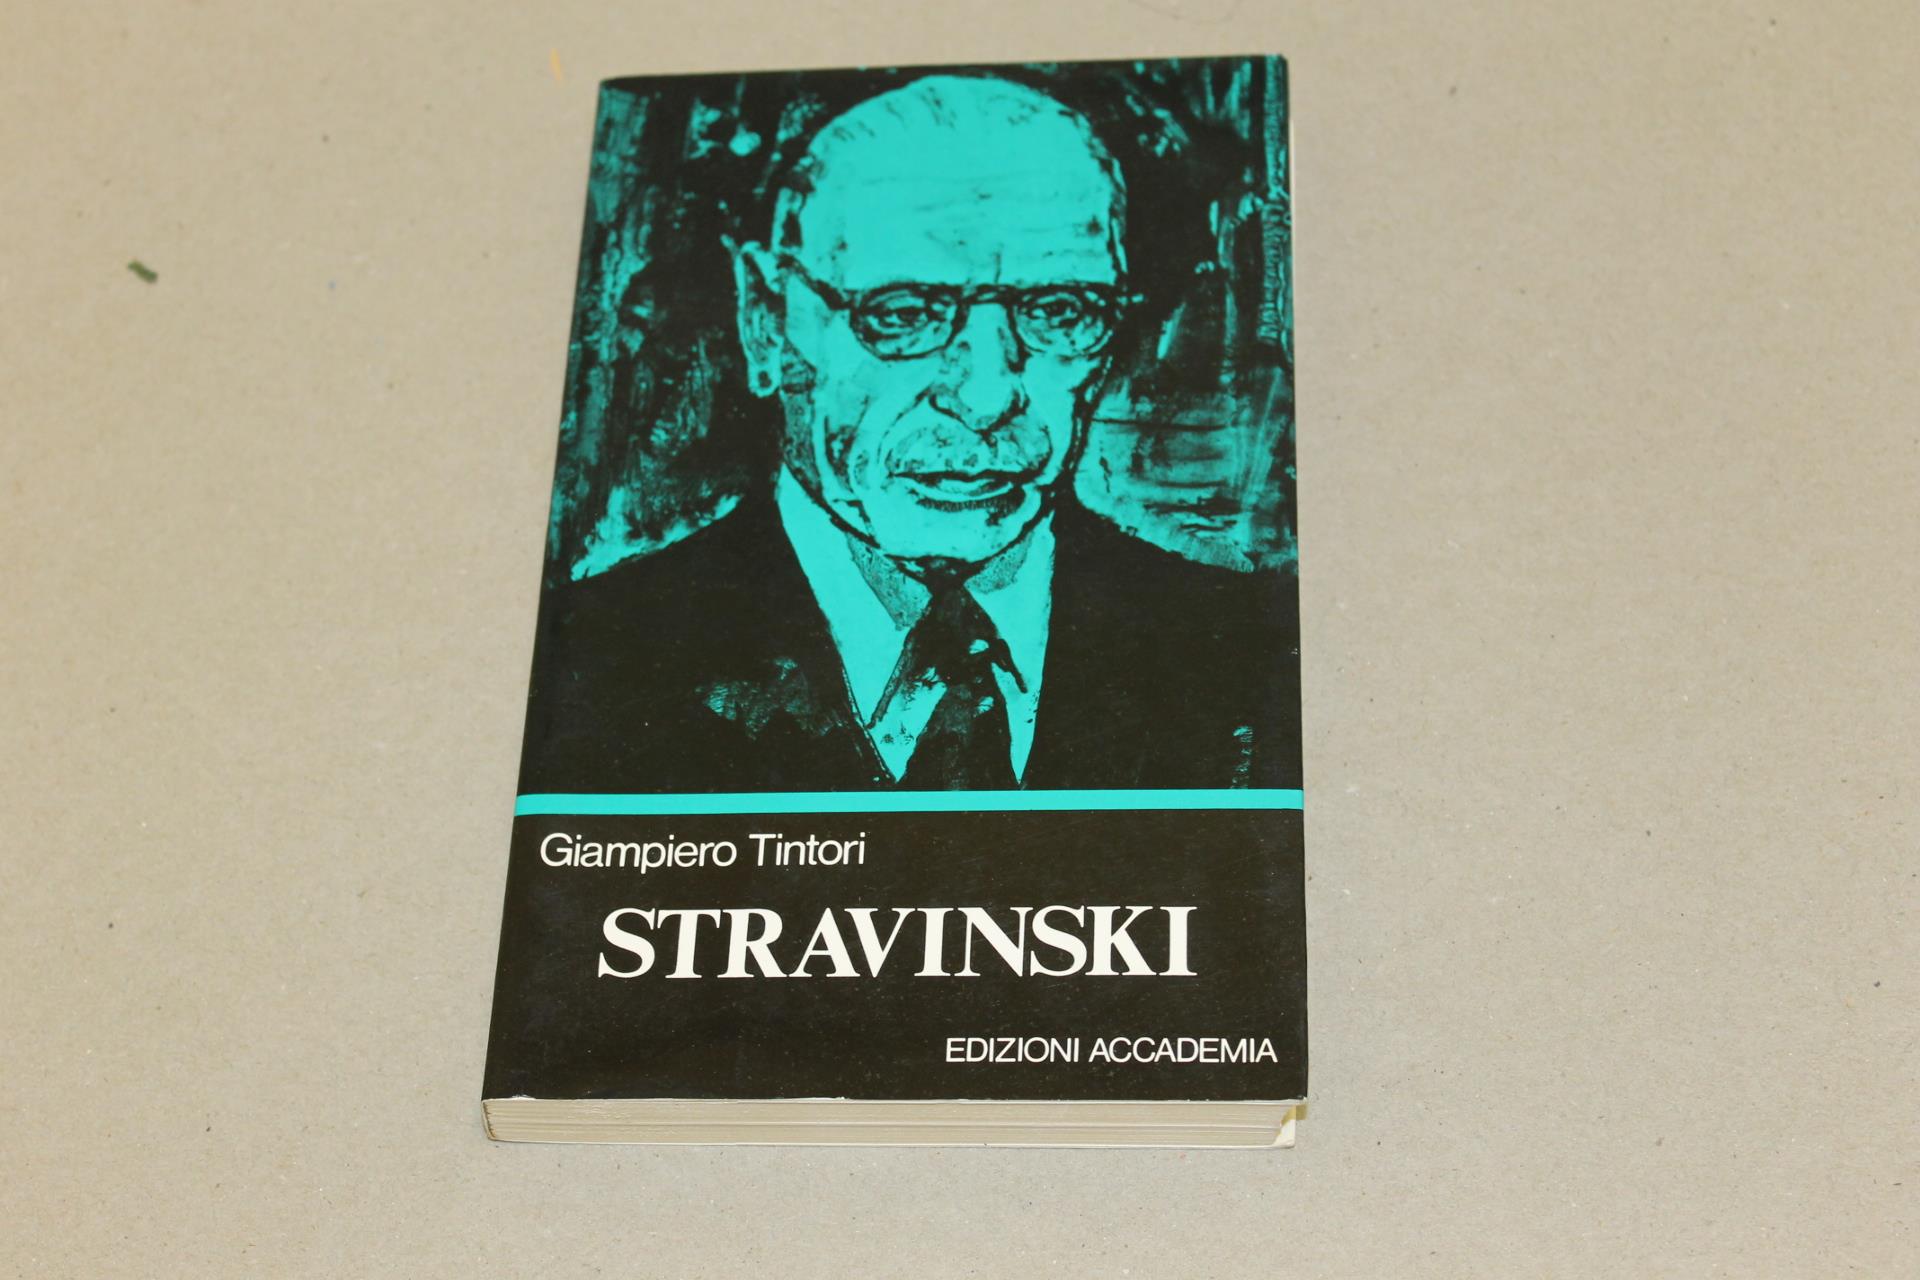 Giampiero Tintori
STRAVINSKI
EDIZIONI ACCADEMIA